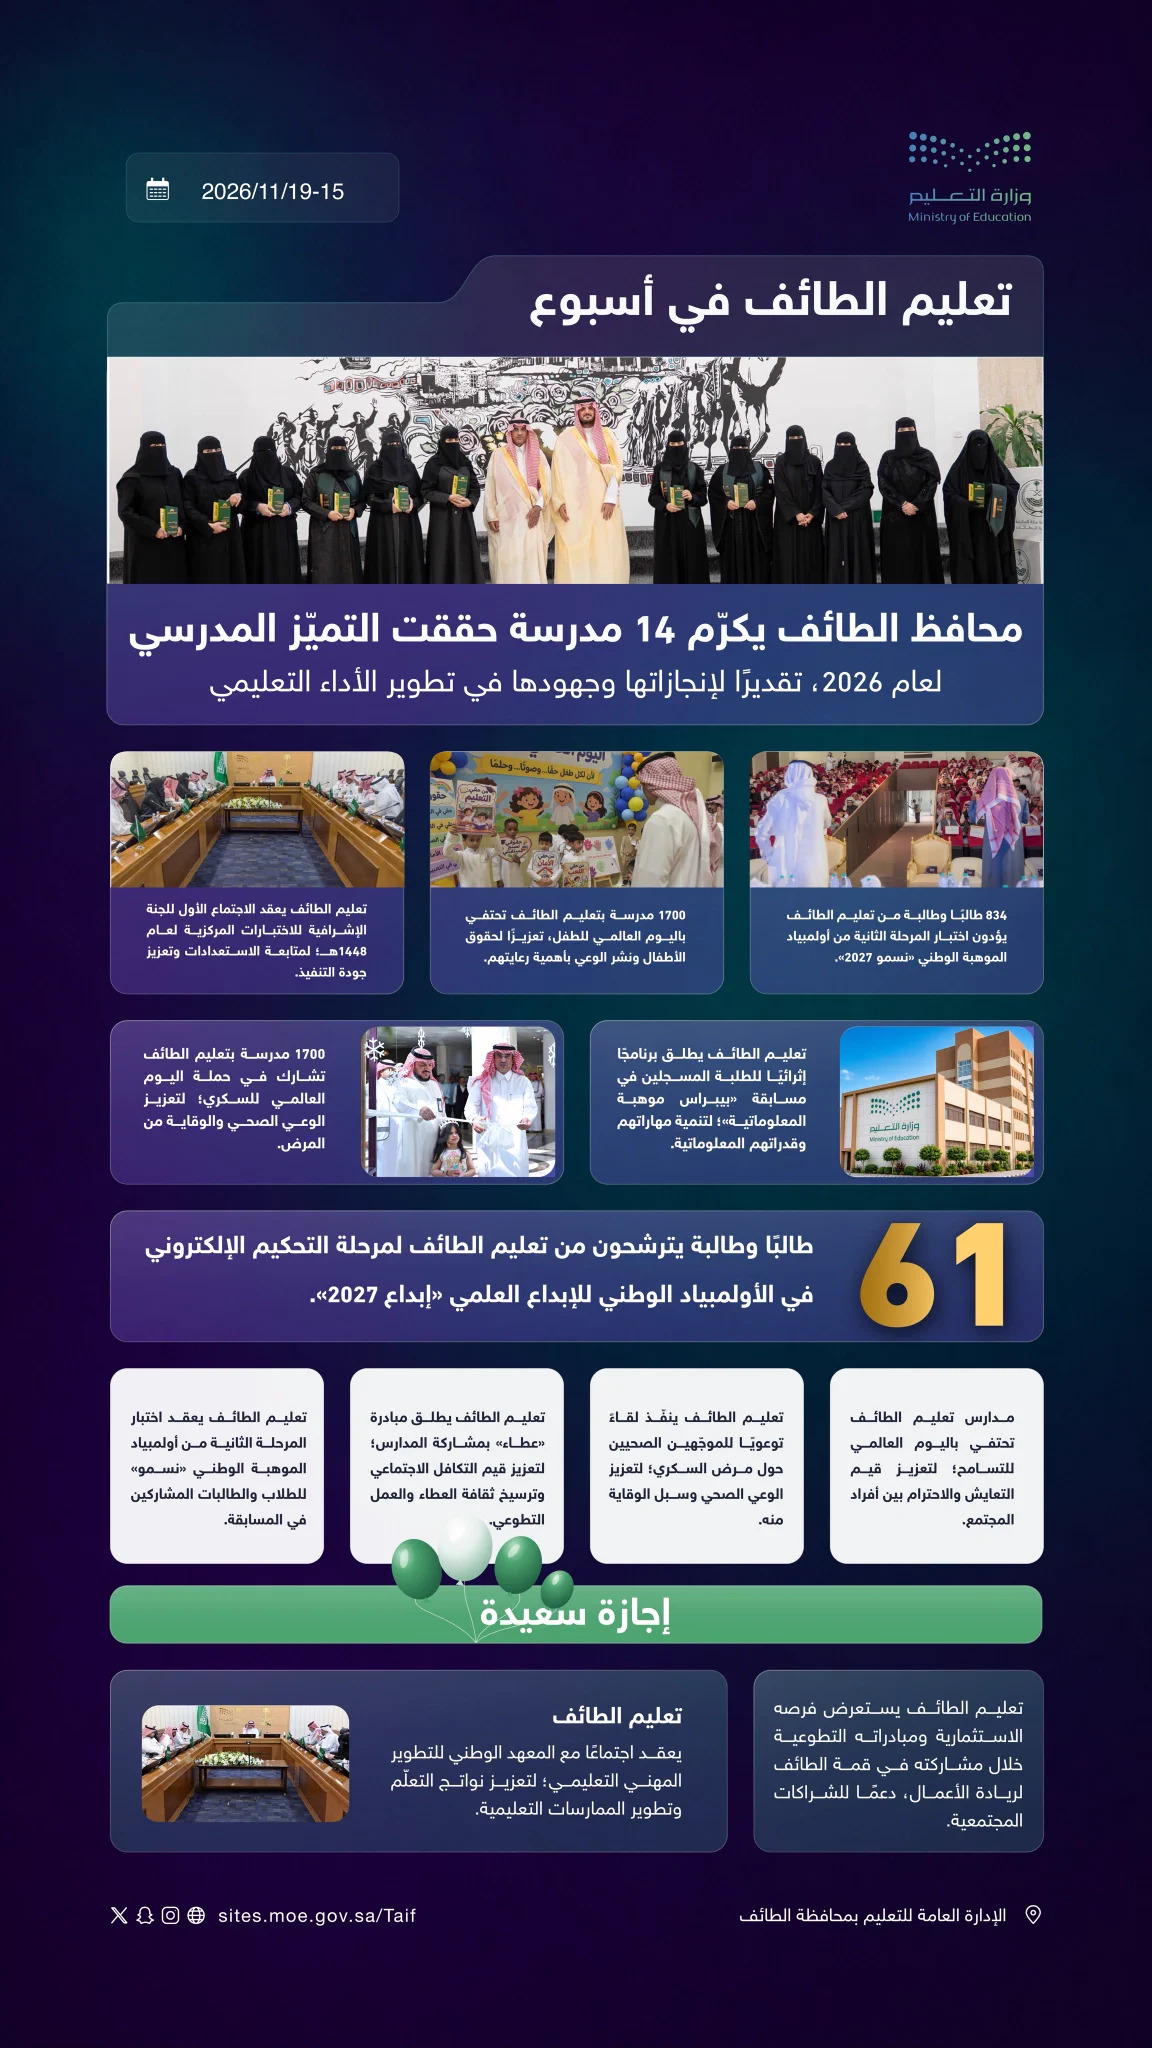 وزارة التعليم
Ministry of Education
2026/11/19-15
تعليم الطائف في أسبوع
محافظ الطائف يكرّم 14 مدرسة حققت التميّز المدرسي
لعام 2026، تقديرًا لإنجازاتها وجهودها في تطوير الأداء التعليمي
لأن لكل طفل حقًا... وصوتًا... وحلمًا
التعليم
834 طالبًا وطالبة من تعليم الطائف
يؤدون اختبار المرحلة الثانية من أولمبياد
الموهبة الوطني «نسمو 2027».
1700 مدرسة بتعليم الطائف تحتفي
باليوم العالمي للطفل، تعزيزًا لحقوق
الأطفال ونشر الوعي بأهمية رعايتهم.
تعليم الطائف يعقد الاجتماع الأول للجنة
الإشرافية للاختبارات المركزية لعام
1448هـ؛ لمتابعة الاستعدادات وتعزيز
جودة التنفيذ.
وزارة التعليم
Ministry of Education
تعليم الطائف يطلق برنامجًا
إثرائيًا للطلبة المسجلين في
مسابقة «بيبراس موهبة
المعلوماتية»؛ لتنمية مهاراتهم
وقدراتهم المعلوماتية.
1700 مدرسة بتعليم الطائف
تشارك في حملة اليوم
العالمي للسكري؛ لتعزيز
الوعي الصحي والوقاية من
المرض.
61
طالبًا وطالبة يترشحون من تعليم الطائف لمرحلة التحكيم الإلكتروني
في الأولمبياد الوطني للإبداع العلمي «إبداع 2027».
مدارس تعليم الطائف
تحتفي باليوم العالمي
للتسامح؛ لتعزيز قيم
التعايش والاحترام بين أفراد
المجتمع.
تعليم الطائف ينفّذ لقاءً
توعويًا للموجّهين الصحيين
حول مرض السكري؛ لتعزيز
الوعي الصحي وسبل الوقاية
منه.
تعليم الطائف يطلق مبادرة
«عطاء» بمشاركة المدارس؛
لتعزيز قيم التكافل الاجتماعي
وترسيخ ثقافة العطاء والعمل
التطوعي.
تعليم الطائف يعقد اختبار
المرحلة الثانية من أولمبياد
الموهبة الوطني «نسمو»
للطلاب والطالبات المشاركين
في المسابقة.
إجازة سعيدة
تعليم الطائف يستعرض فرصه
الاستثمارية ومبادراته التطوعية
خلال مشاركته في قمة الطائف
لريادة الأعمال، دعمًا للشراكات
المجتمعية.
تعليم الطائف
يعقد اجتماعًا مع المعهد الوطني للتطوير
المهني التعليمي؛ لتعزيز نواتج التعلّم
وتطوير الممارسات التعليمية.
الإدارة العامة للتعليم بمحافظة الطائف
sites.moe.gov.sa/Taif